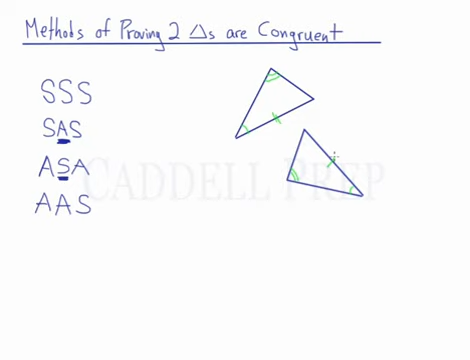 Methods of Proving 2 △s are Congruent
SSS
SAS
ASA
AAS
CADDELL PREP